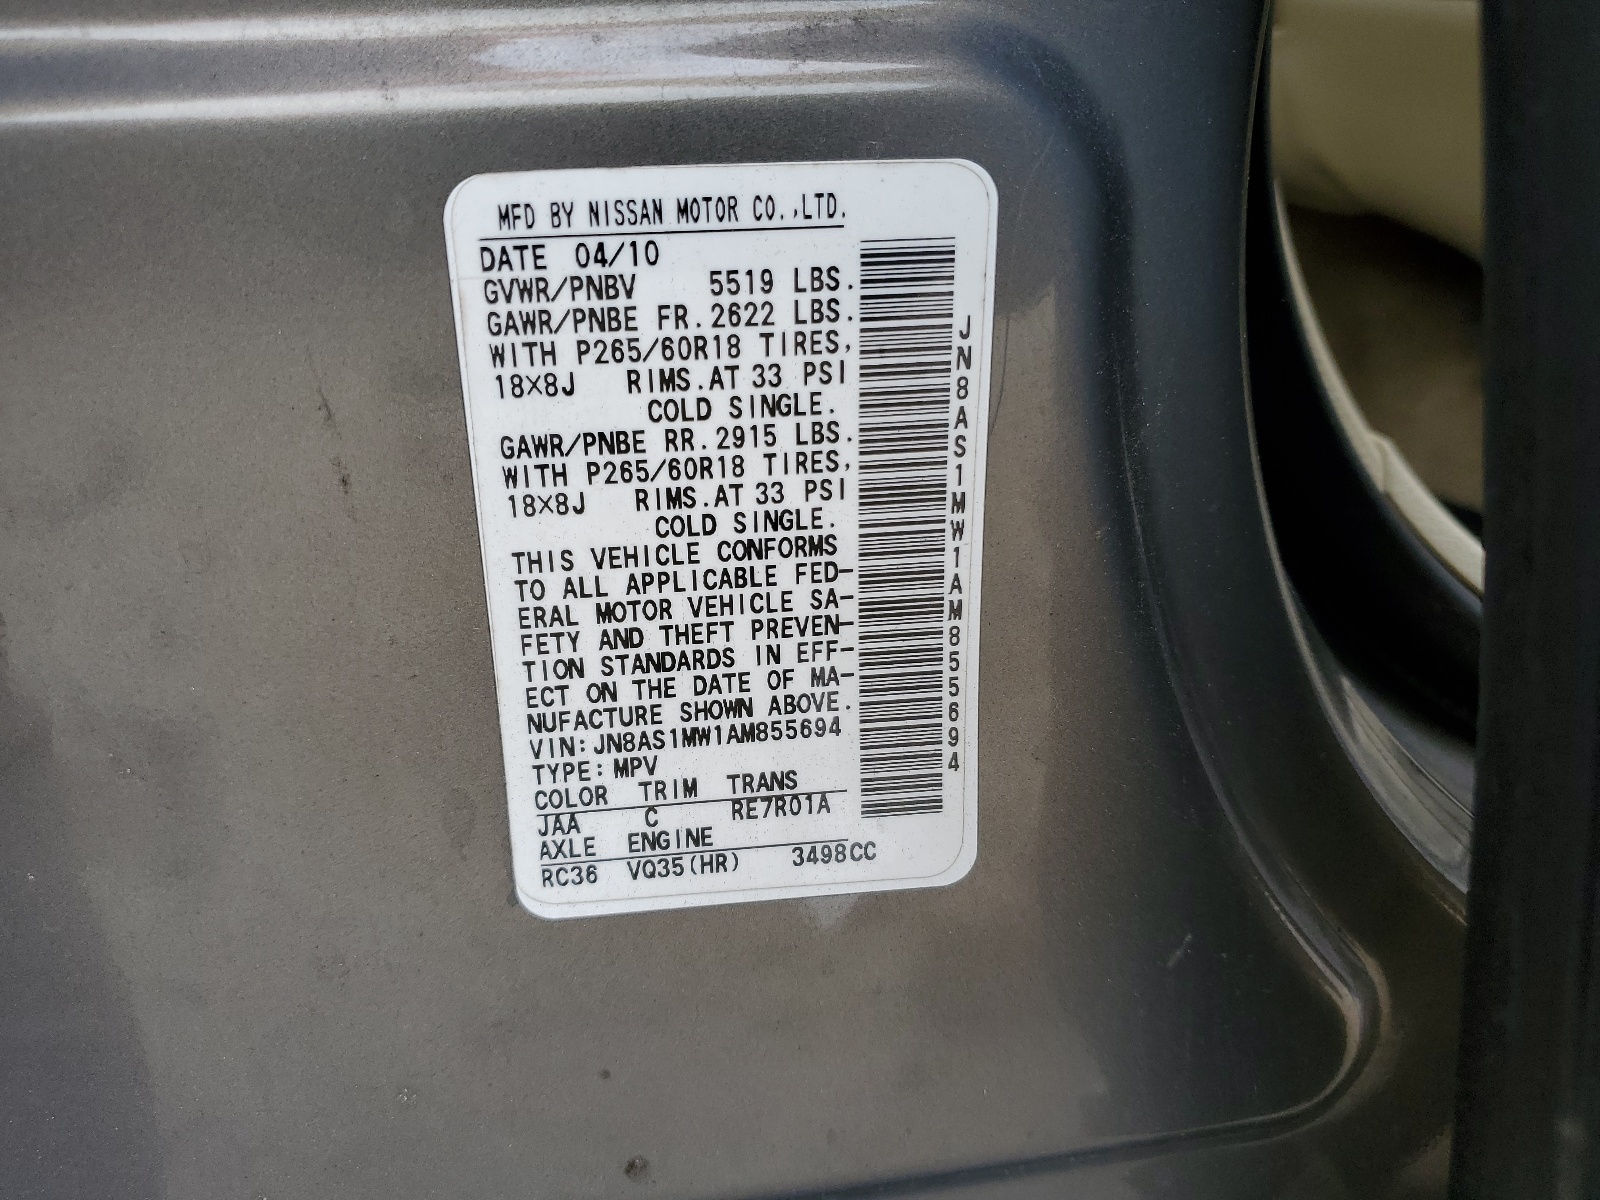 MFD BY NISSAN MOTOR CO.,LTD.
DATE 04/10
GVWR/PNBV 5519 LBS.
GAWR/PNBE FR.2622 LBS.
WITH P265/60R18 TIRES,
18×8J RIMS.AT 33 PSI
COLD SINGLE.
GAWR/PNBE RR.2915 LBS.
WITH P265/60R18 TIRES,
18×8J RIMS.AT 33 PSI
COLD SINGLE.
THIS VEHICLE CONFORMS
TO ALL APPLICABLE FED-
ERAL MOTOR VEHICLE SA-
FETY AND THEFT PREVEN-
TION STANDARDS IN EFF-
ECT ON THE DATE OF MA-
NUFACTURE SHOWN ABOVE.
VIN:JN8AS1MW1AM855694
TYPE:MPV
COLOR TRIM TRANS
JAA C RE7R01A
AXLE ENGINE
RC36 VQ35(HR) 3498CC
JN8AS1MW1AM855694